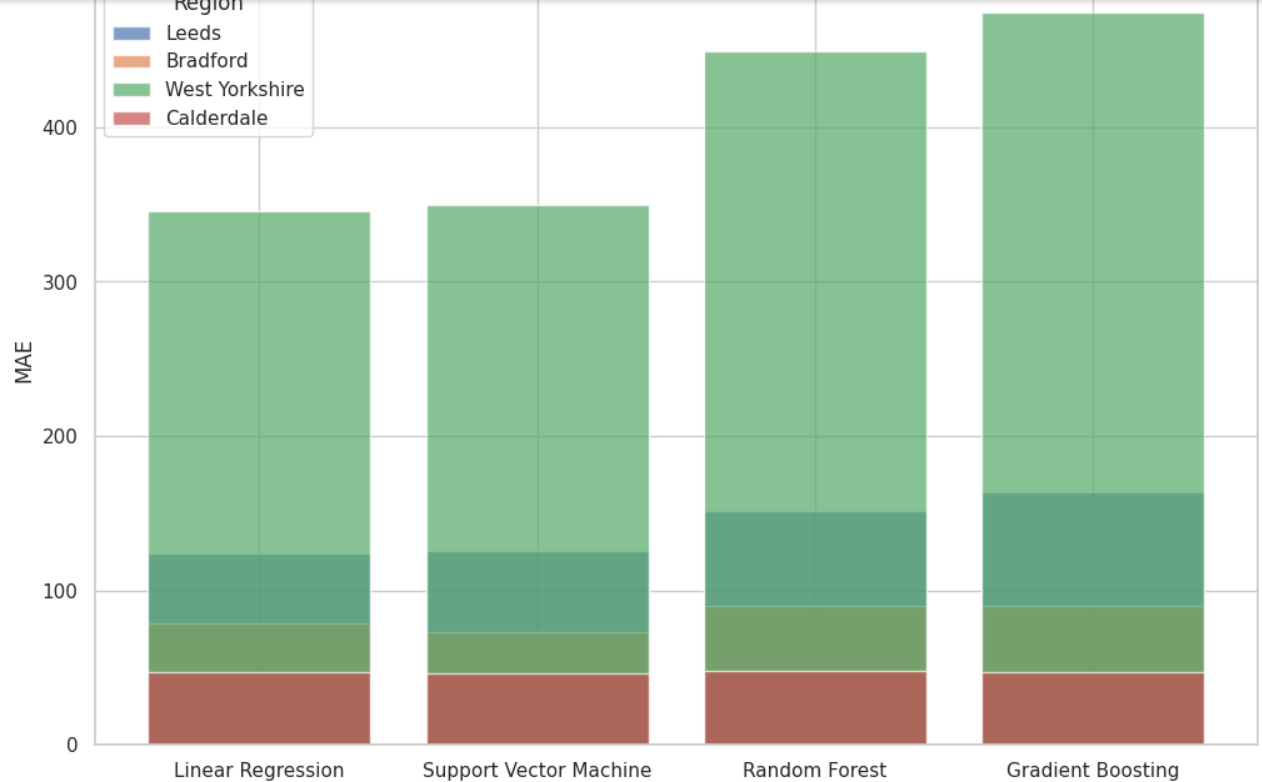 Region
Leeds
Bradford
West Yorkshire
Calderdale
400
300
MAE
200
100
0
Linear Regression
Support Vector Machine
Random Forest
Gradient Boosting